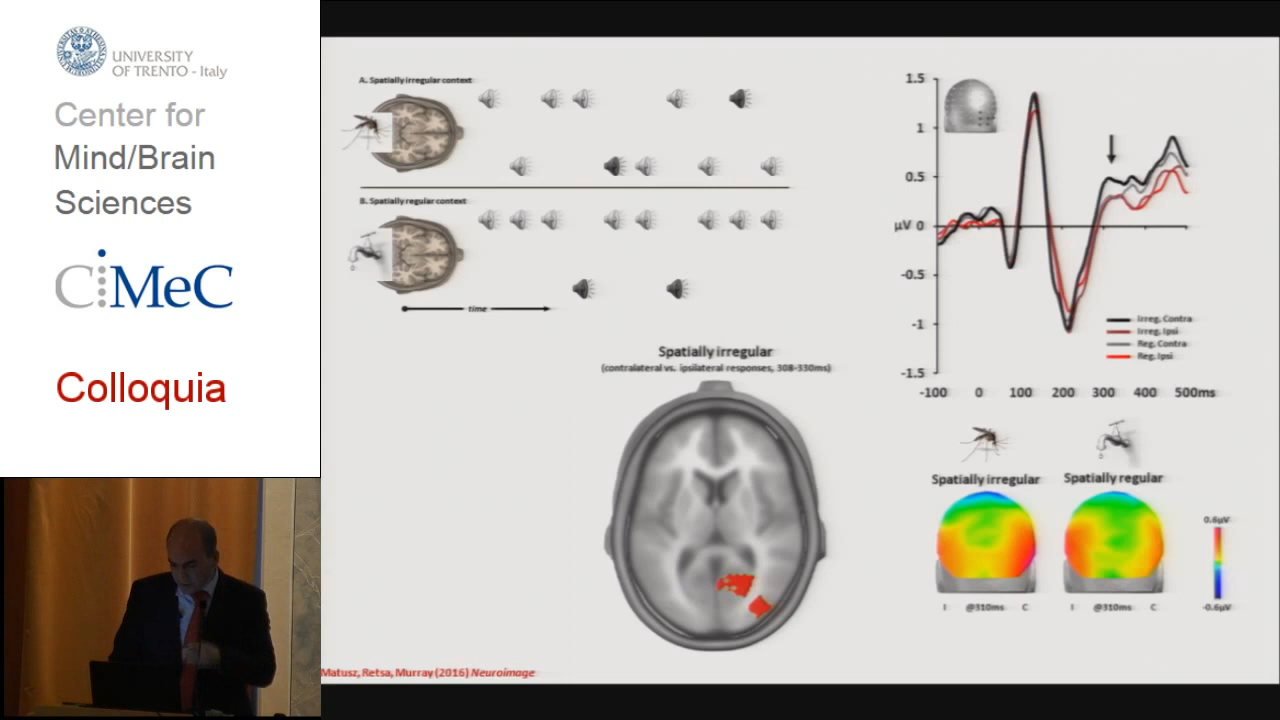 UNIVERSITY
OF TRENTO - Italy
Center for
Mind/Brain
Sciences
CiMeC
Colloquia
A. Spatially irregular context
B. Spatially regular context
time
Spatially irregular
(contralateral vs. ipsilateral responses, 308-330ms)
Matusz, Retsa, Murray (2016) Neuroimage
1.5
1
0.5
µV 0
-0.5
-1
-1.5
-100 0 100 200 300 400 500ms
Irreg. Contra
Irreg. Ipsi
Reg. Contra
Reg. Ipsi
Spatially irregular Spatially regular
0.6µV
-0.6µV
I @310ms C I @310ms C